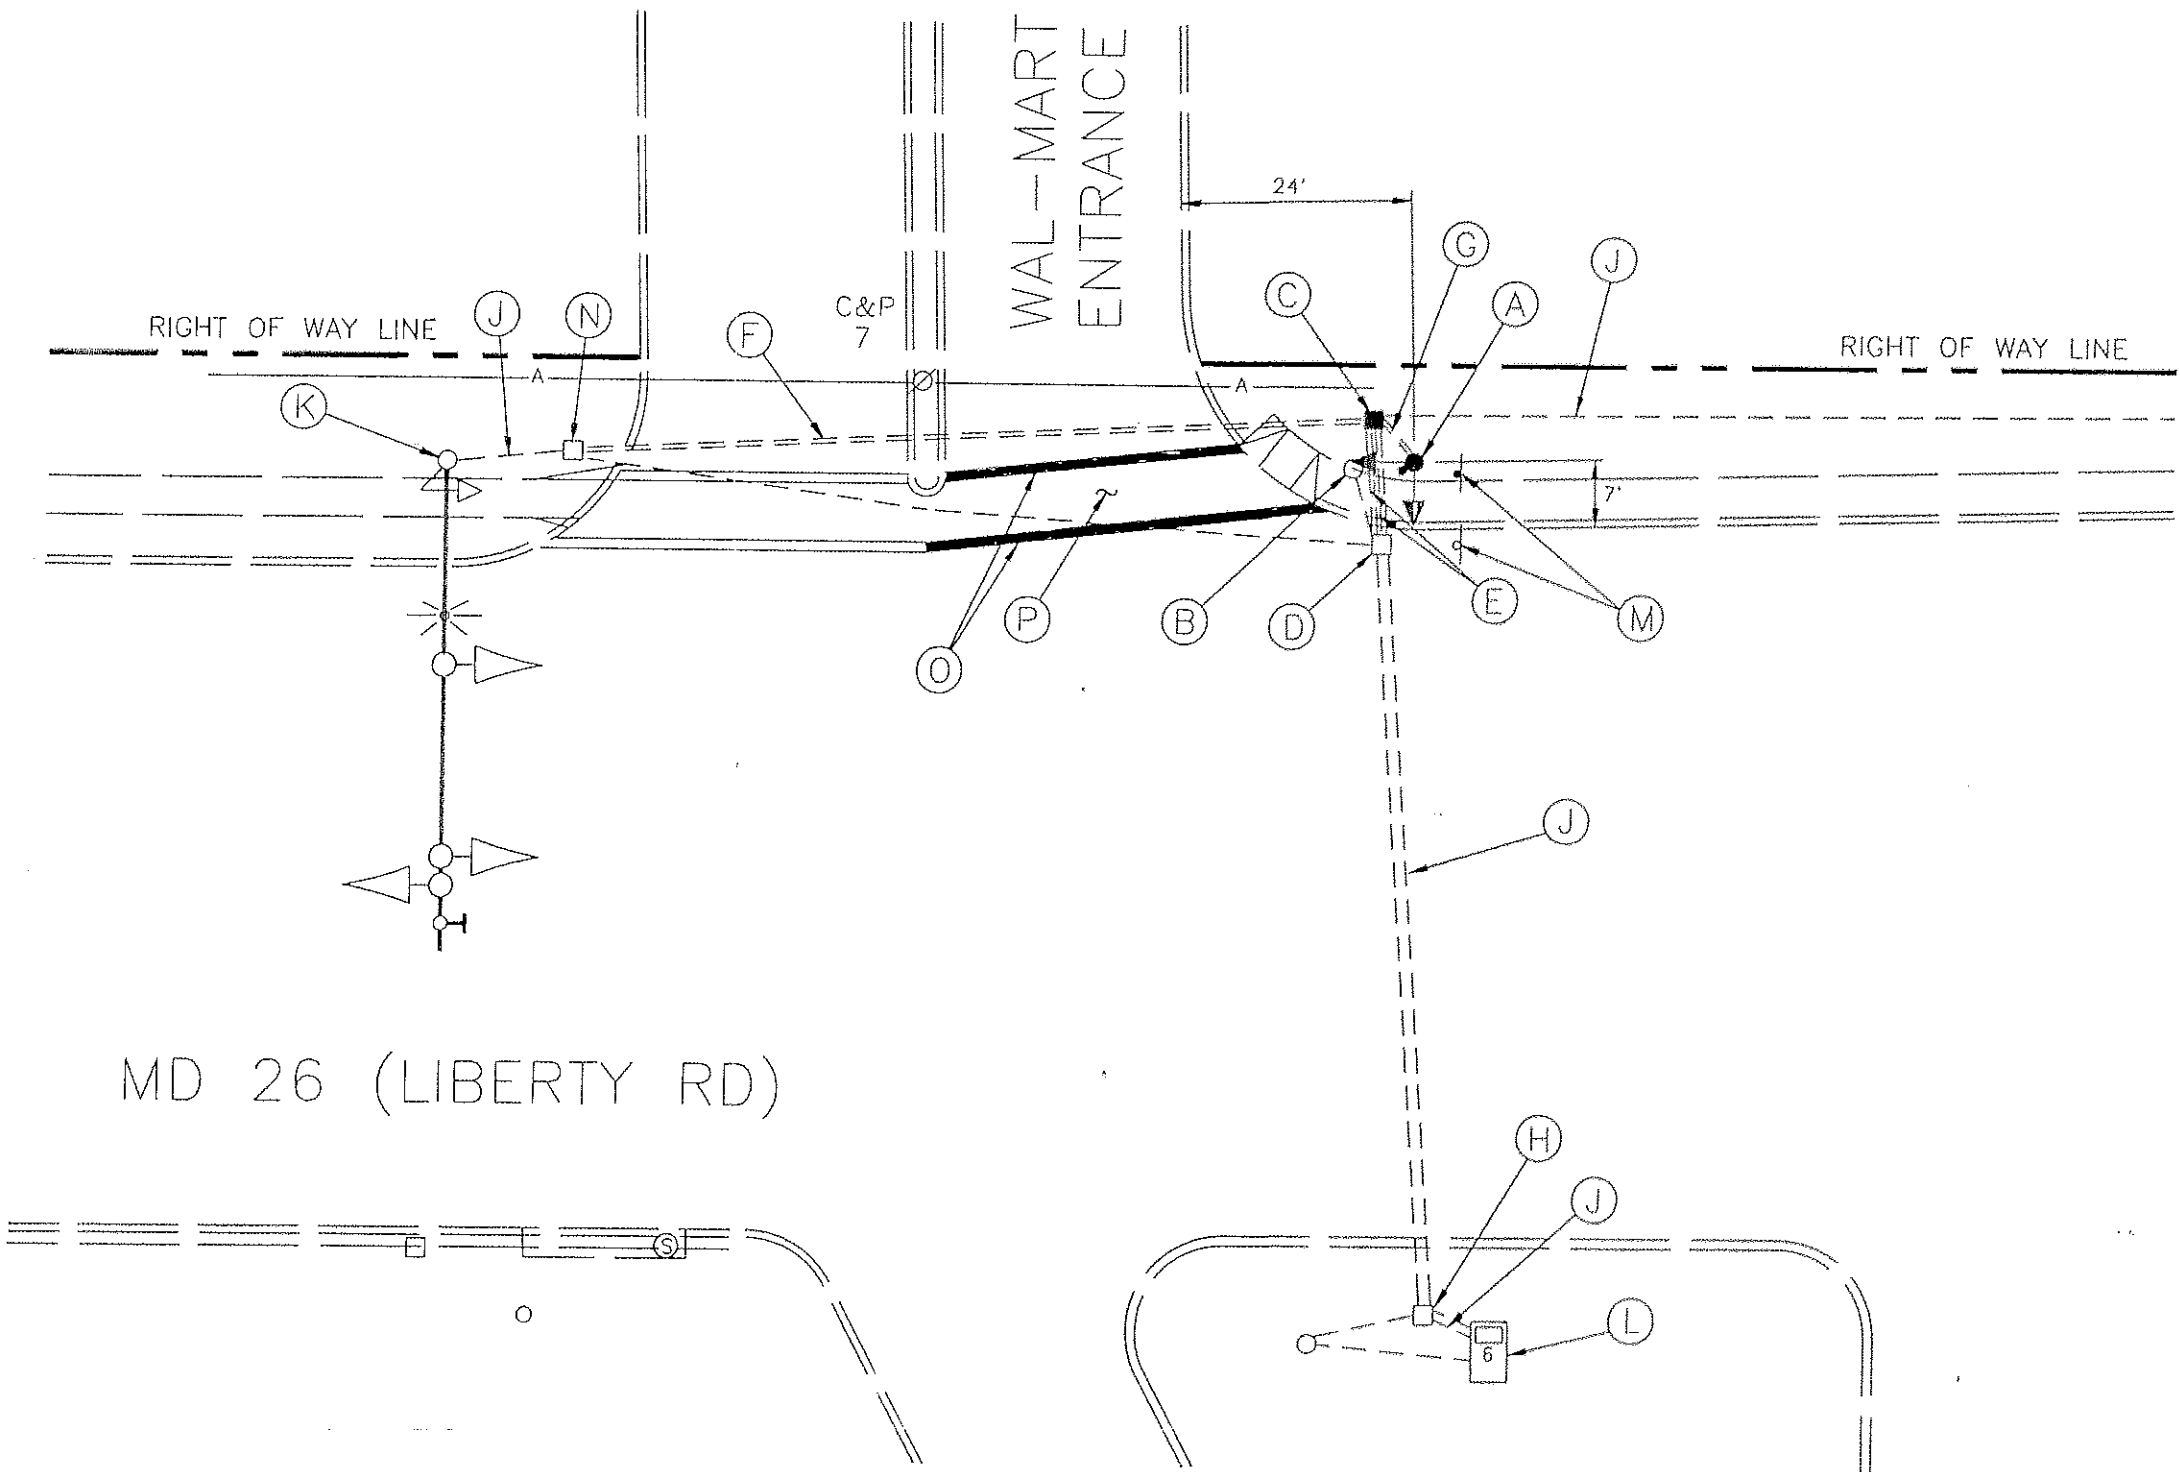 WAL-MART
ENTRANCE
24'
G
J
C
A
C&P
7
J
N
F
RIGHT OF WAY LINE
RIGHT OF WAY LINE
A
A
K
7'
P
B
D
E
M
O
J
MD 26 (LIBERTY RD)
H
J
S
L
6